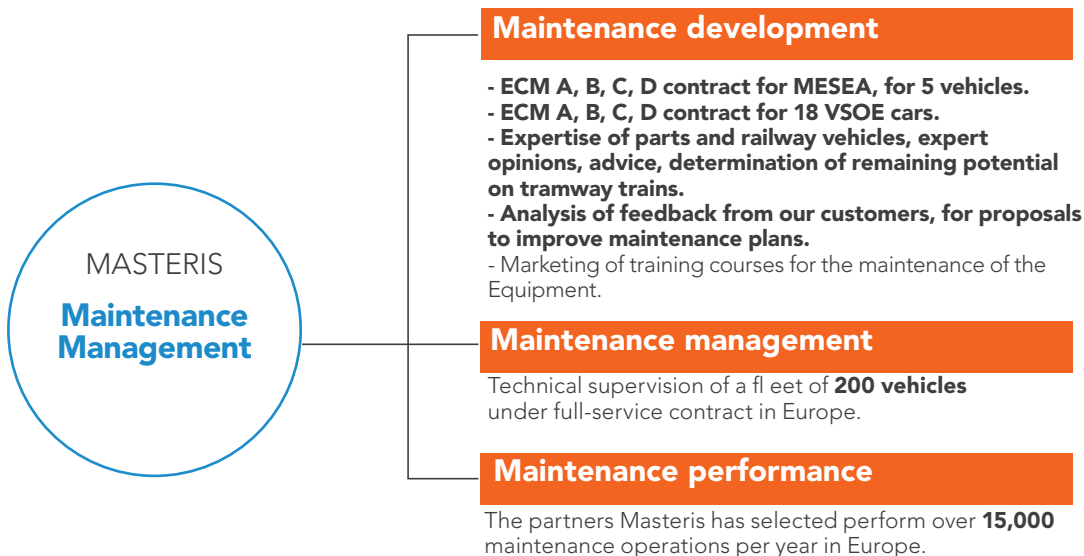 MASTERIS
Maintenance
Management
Maintenance development
- ECM A, B, C, D contract for MESEA, for 5 vehicles.
- ECM A, B, C, D contract for 18 VSOE cars.
- Expertise of parts and railway vehicles, expert
opinions, advice, determination of remaining potential
on tramway trains.
- Analysis of feedback from our customers, for proposals
to improve maintenance plans.
- Marketing of training courses for the maintenance of the
Equipment.
Maintenance management
Technical supervision of a fl eet of 200 vehicles
under full-service contract in Europe.
Maintenance performance
The partners Masteris has selected perform over 15,000
maintenance operations per year in Europe.